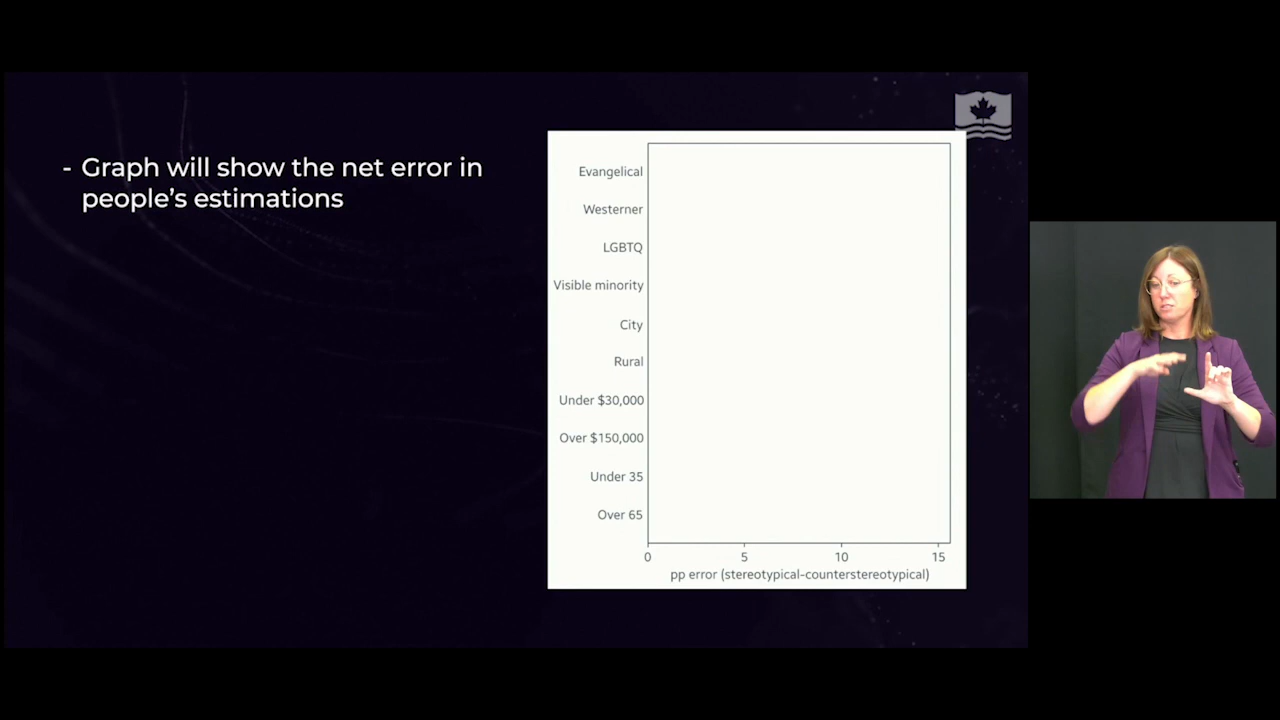 - Graph will show the net error in
people's estimations
Evangelical
Westerner
LGBTQ
Visible minority
City
Rural
Under $30,000
Over $150,000
Under 35
Over 65
0 5 10 15
pp error (stereotypical-counterstereotypical)